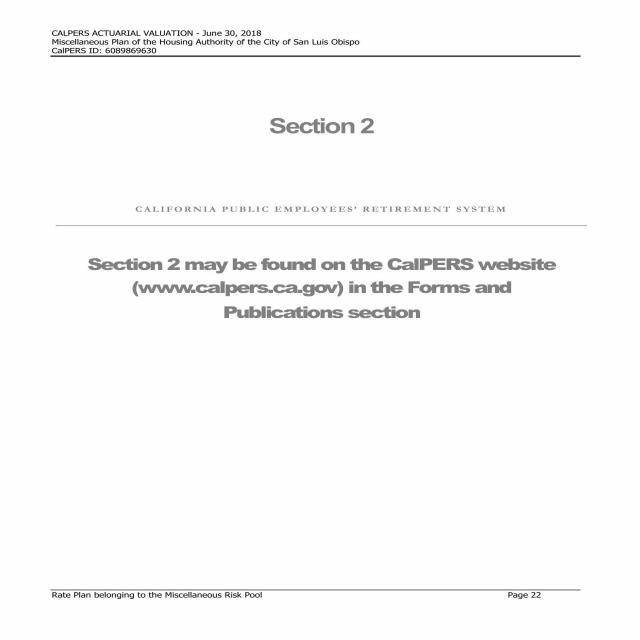 CALPERS ACTUARIAL VALUATION - June 30, 2018
Miscellaneous Plan of the Housing Authority of the City of San Luis Obispo
CalPERS ID: 6089869630
Section 2
CALIFORNIA PUBLIC EMPLOYEES' RETIREMENT SYSTEM
Section 2 may be found on the CalPERS website
(www.calpers.ca.gov) in the Forms and
Publications section
Rate Plan belonging to the Miscellaneous Risk Pool Page 22